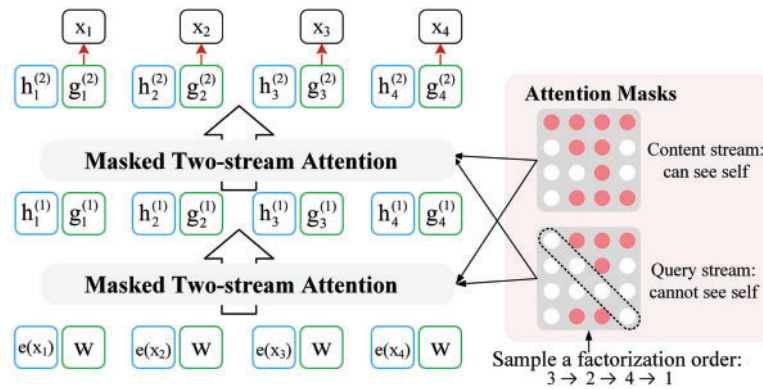 x₁ x₂ x₃ x₄
h₁⁽²⁾ g₁⁽²⁾ h₂⁽²⁾ g₂⁽²⁾ h₃⁽²⁾ g₃⁽²⁾ h₄⁽²⁾ g₄⁽²⁾
Masked Two-stream Attention
h₁⁽¹⁾ g₁⁽¹⁾ h₂⁽¹⁾ g₂⁽¹⁾ h₃⁽¹⁾ g₃⁽¹⁾ h₄⁽¹⁾ g₄⁽¹⁾
Masked Two-stream Attention
e(x₁) w e(x₂) w e(x₃) w e(x₄) w
Attention Masks
Content stream:
can see self
Query stream:
cannot see self
Sample a factorization order:
3 → 2 → 4 → 1